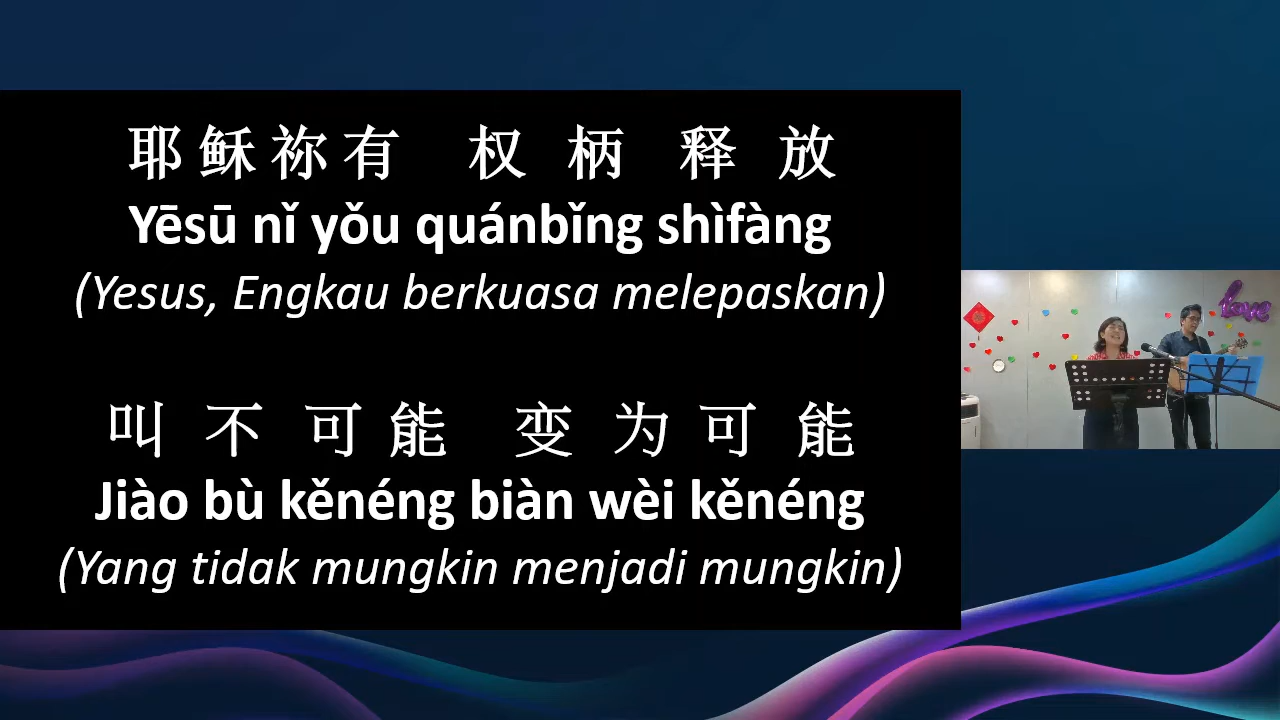 耶稣祢有 权 柄 释 放
Yēsū nǐ yǒu quánbǐng shìfàng
(Yesus, Engkau berkuasa melepaskan)
叫 不 可 能 变 为 可 能
Jiào bù kěnéng biàn wèi kěnéng
(Yang tidak mungkin menjadi mungkin)
love